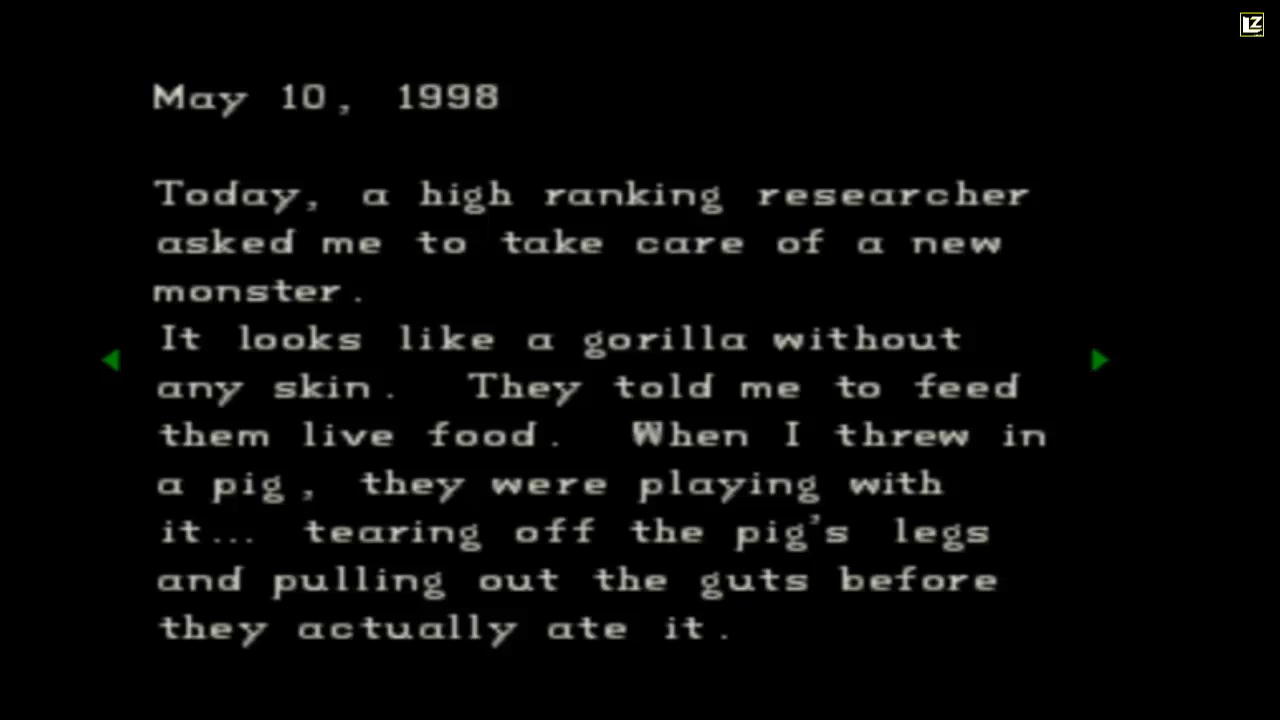 LZ
May 10, 1998
Today, a high ranking researcher
asked me to take care of a new
monster.
It looks like a gorilla without
any skin. They told me to feed
them live food. When I threw in
a pig, they were playing with
it... tearing off the pig's legs
and pulling out the guts before
they actually ate it.